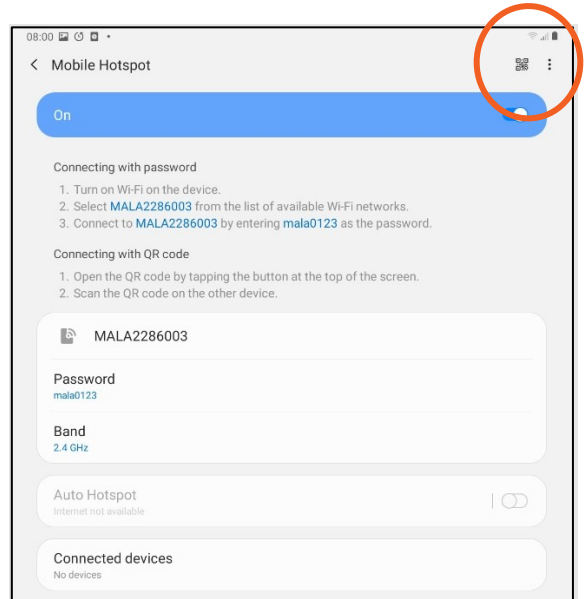 08:00
Mobile Hotspot
On
Connecting with password
1. Turn on Wi-Fi on the device.
2. Select MALA2286003 from the list of available Wi-Fi networks.
3. Connect to MALA2286003 by entering mala0123 as the password.
Connecting with QR code
1. Open the QR code by tapping the button at the top of the screen.
2. Scan the QR code on the other device.
MALA2286003
Password
mala0123
Band
2.4 GHz
Auto Hotspot
Internet not available
Connected devices
No devices